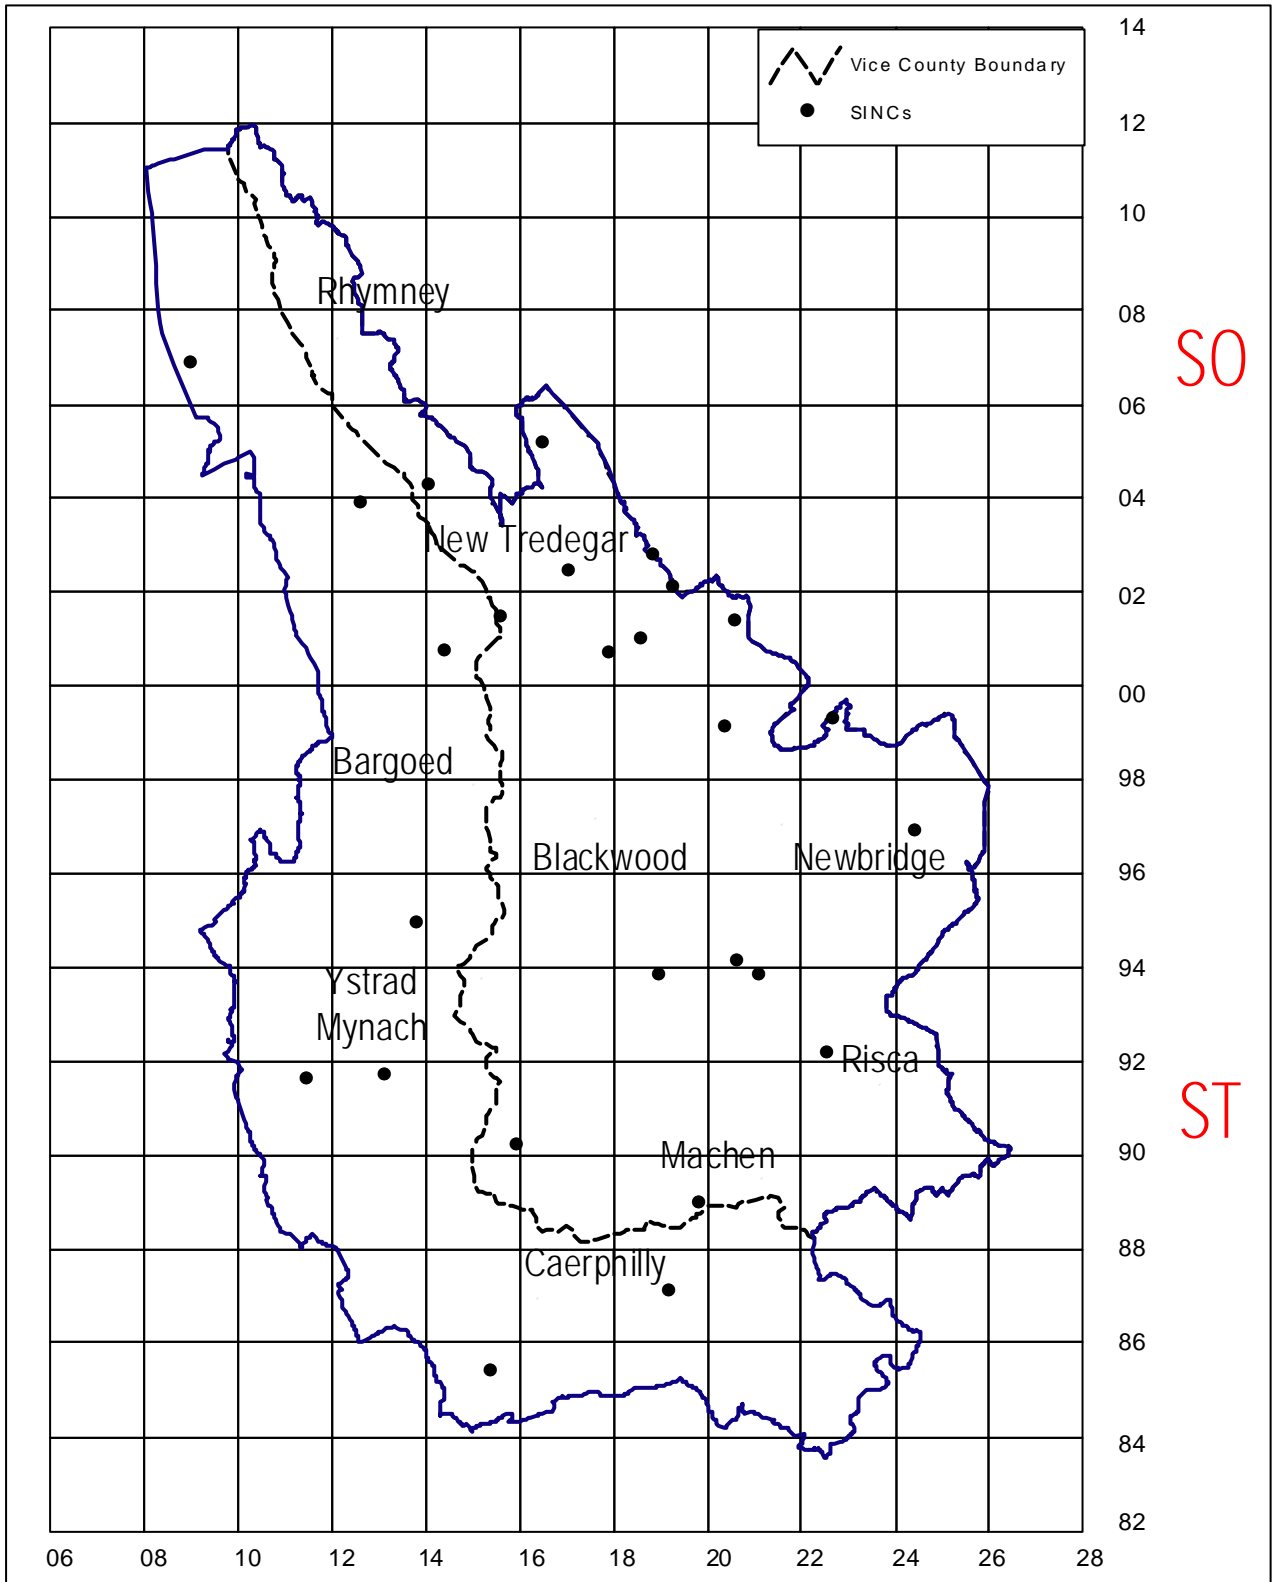 14
Vice County Boundary
SINCs
12
10
Rhymney
08
SO
06
04
New Tredegar
02
00
Bargoed
98
Blackwood
Newbridge
96
Ystrad
Mynach
94
Risca
92
ST
Machen
90
Caerphilly
88
86
84
82
06 08 10 12 14 16 18 20 22 24 26 28